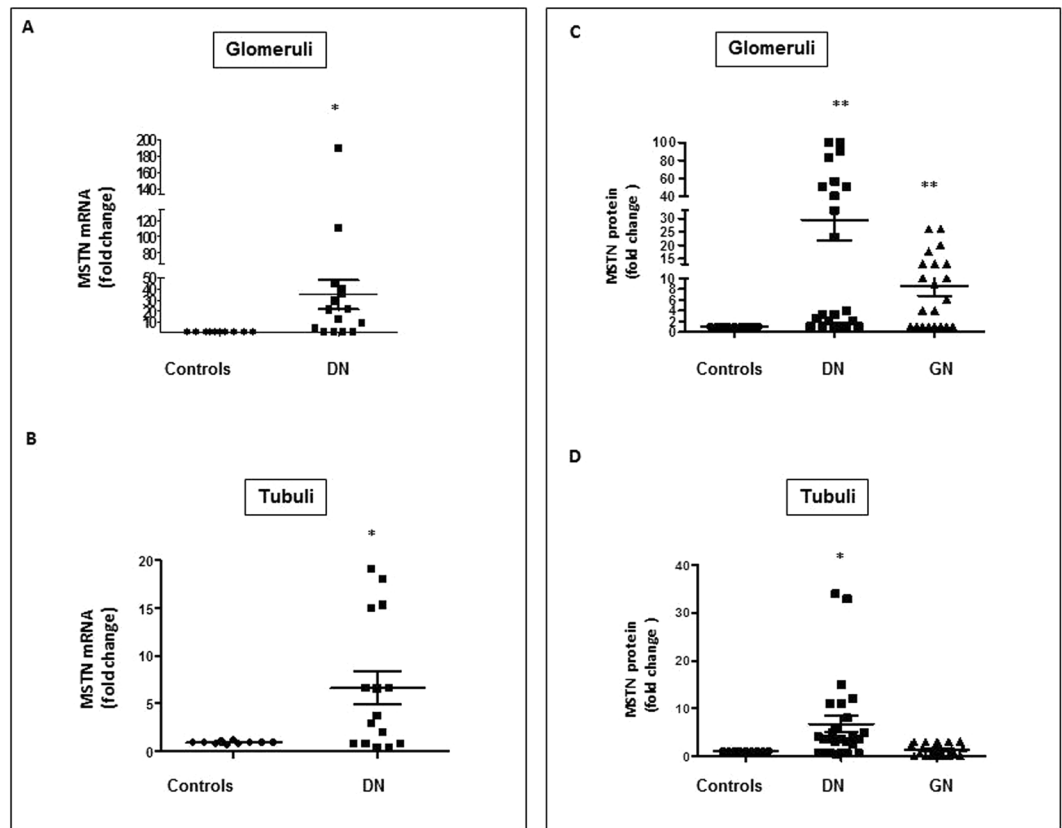 A
Glomeruli
*
MSTN mRNA
(fold change)
200
180
160
140
120
100
80
50
40
30
20
10
Controls
DN
B
Tubuli
*
MSTN mRNA
(fold change)
20
15
10
5
0
Controls
DN
C
Glomeruli
**
**
MSTN protein
(fold change )
100
80
60
40
30
25
20
15
10
8
6
4
2
0
Controls
DN
GN
D
Tubuli
*
MSTN protein
(fold change )
40
30
20
10
0
Controls
DN
GN